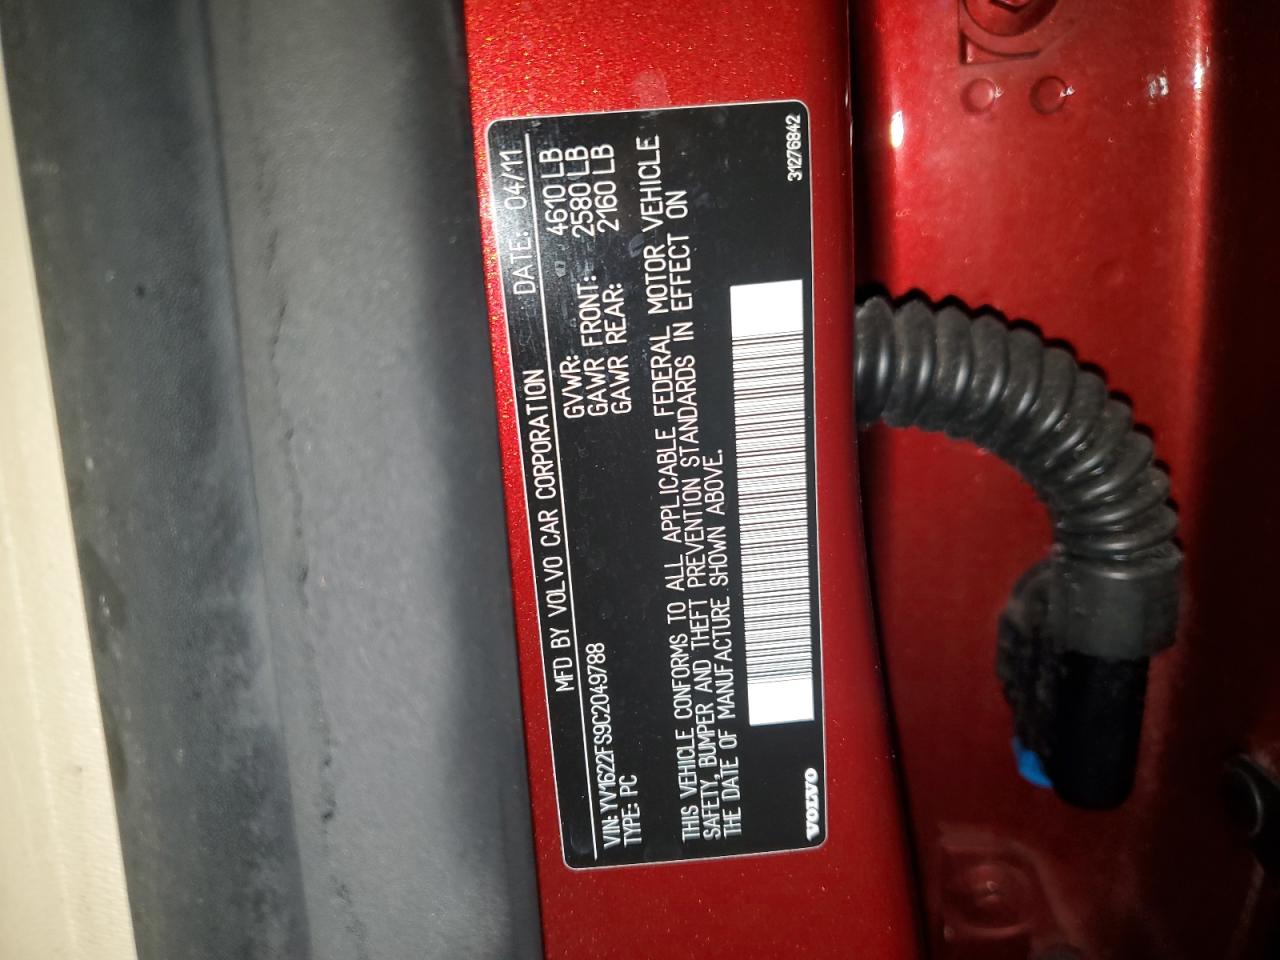 MFD BY VOLVO CAR CORPORATION DATE: 04/11
VIN: YV1622FS9C2049788 GVWR: 4610 LB
TYPE: PC GAWR FRONT: 2580 LB
GAWR REAR: 2160 LB
THIS VEHICLE CONFORMS TO ALL APPLICABLE FEDERAL MOTOR VEHICLE
SAFETY, BUMPER AND THEFT PREVENTION STANDARDS IN EFFECT ON
THE DATE OF MANUFACTURE SHOWN ABOVE.
VOLVO 31276842